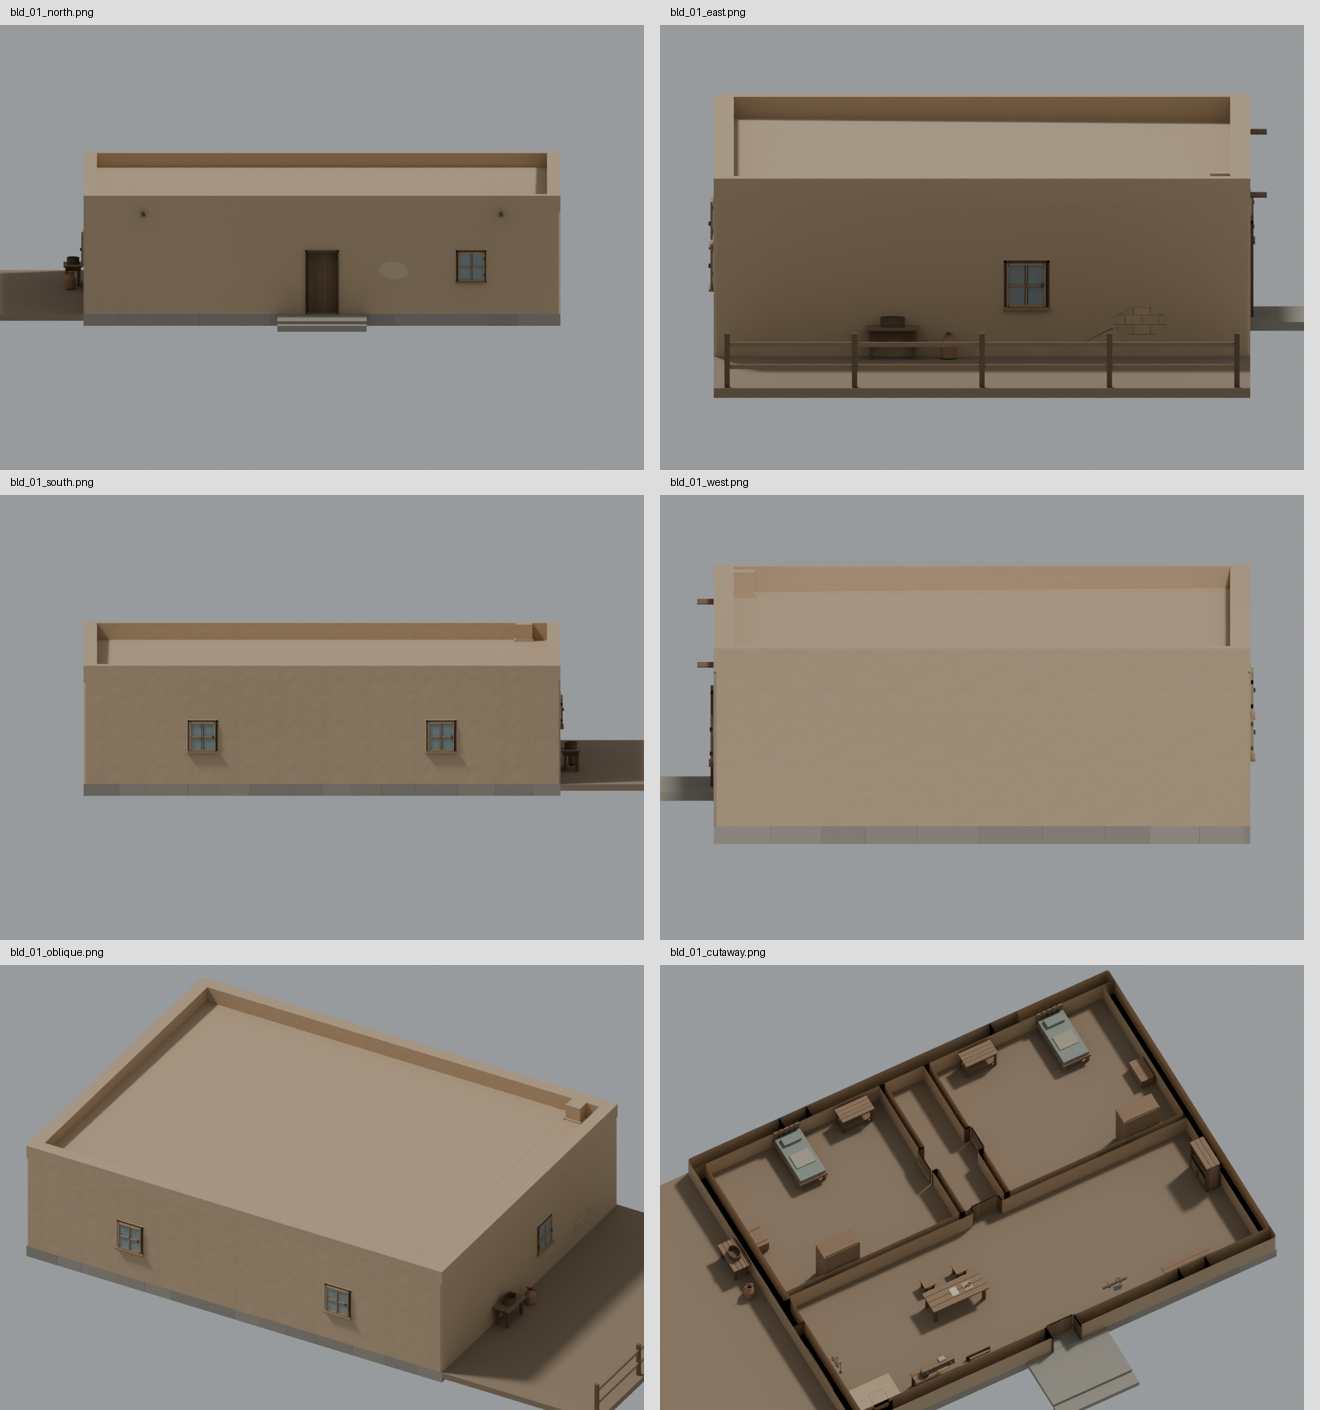 bld_01_north.png
bld_01_east.png
bld_01_south.png
bld_01_west.png
bld_01_oblique.png
bld_01_cutaway.png